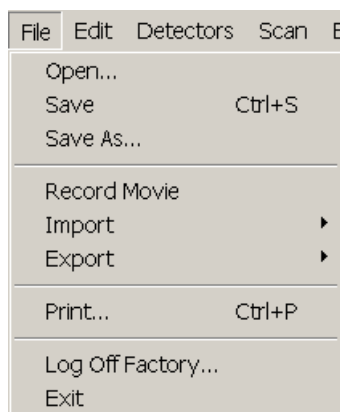 File Edit Detectors Scan
Open...
Save Ctrl+S
Save As...
Record Movie
Import
Export
Print... Ctrl+P
Log Off Factory...
Exit